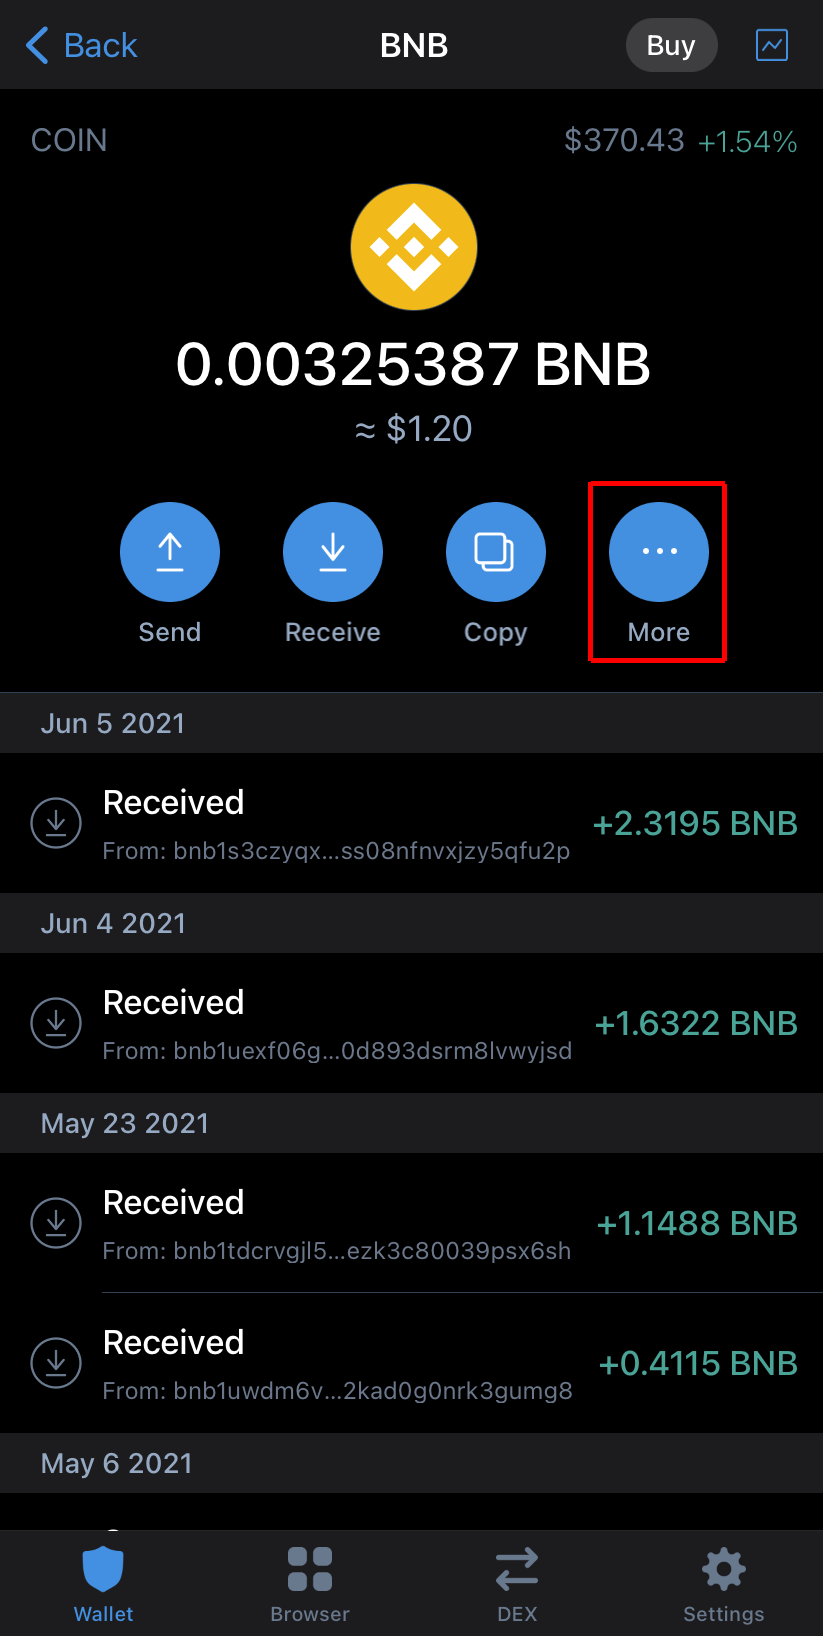 Back
BNB
Buy
COIN
$370.43 +1.54%
0.00325387 BNB
≈ $1.20
Send
Receive
Copy
More
Jun 5 2021
Received
+2.3195 BNB
From: bnb1s3czyqx...ss08nfnvxjzy5qfu2p
Jun 4 2021
Received
+1.6322 BNB
From: bnb1uexf06g...0d893dsrm8lvwyjsd
May 23 2021
Received
+1.1488 BNB
From: bnb1tdcrvgjl5...ezk3c80039psx6sh
Received
+0.4115 BNB
From: bnb1uwdm6v...2kad0g0nrk3gumg8
May 6 2021
Wallet
Browser
DEX
Settings